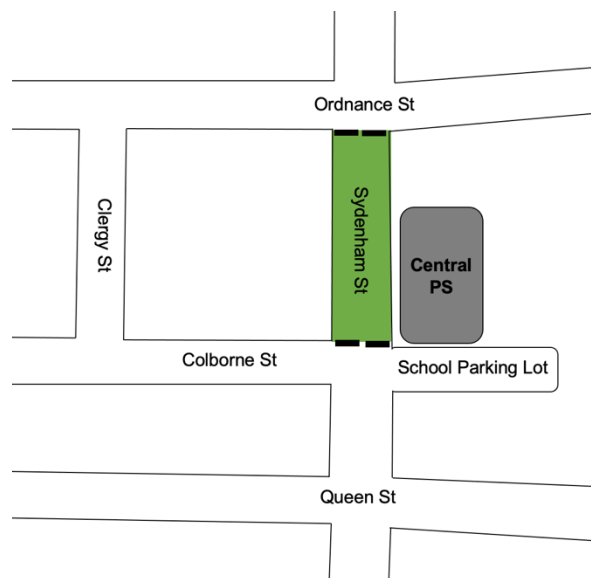 Ordnance St
Clergy St
Sydenham St
Central
PS
Colborne St
School Parking Lot
Queen St